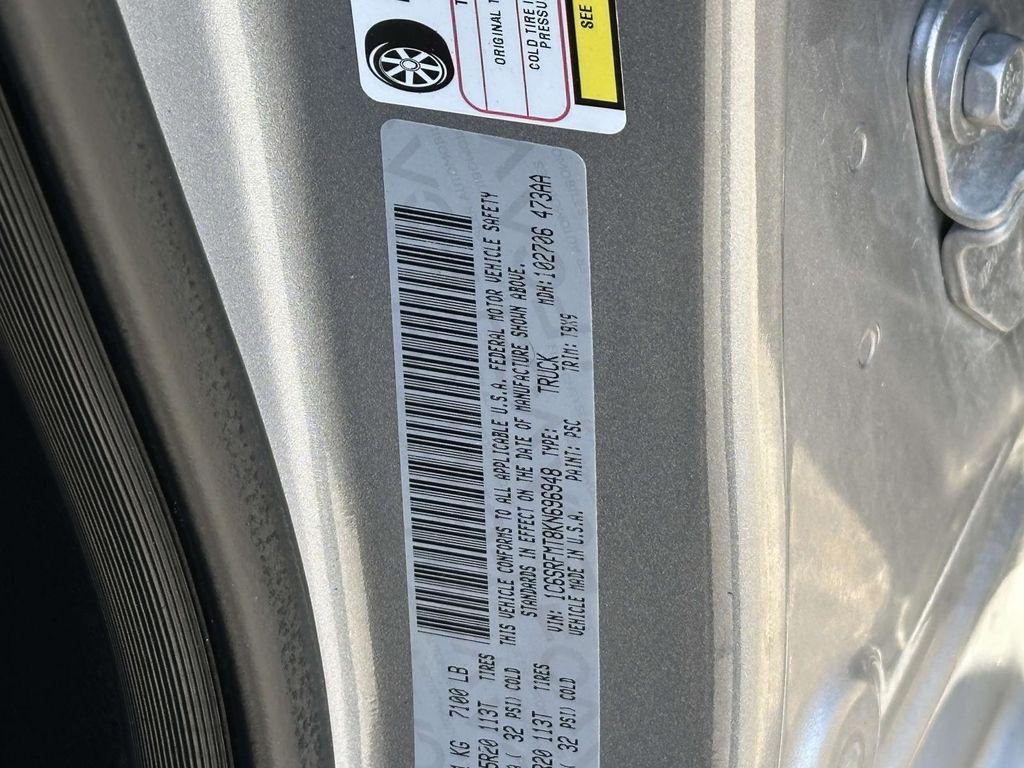 ORIGINAL
COLD TIRE
PRESSU
SEE
KG 7100 LB
5R20 113T TIRES
( 32 PSI) COLD
R20 113T TIRES
32 PSI) COLD
THIS VEHICLE CONFORMS TO ALL APPLICABLE U.S.A. FEDERAL MOTOR VEHICLE SAFETY
STANDARDS IN EFFECT ON THE DATE OF MANUFACTURE SHOWN ABOVE.
VIN: 1C6SRFMT8KN696948 TYPE: TRUCK MDH:102706 473AA
VEHICLE MADE IN U.S.A. PAINT: PSC TRIM: T9X9